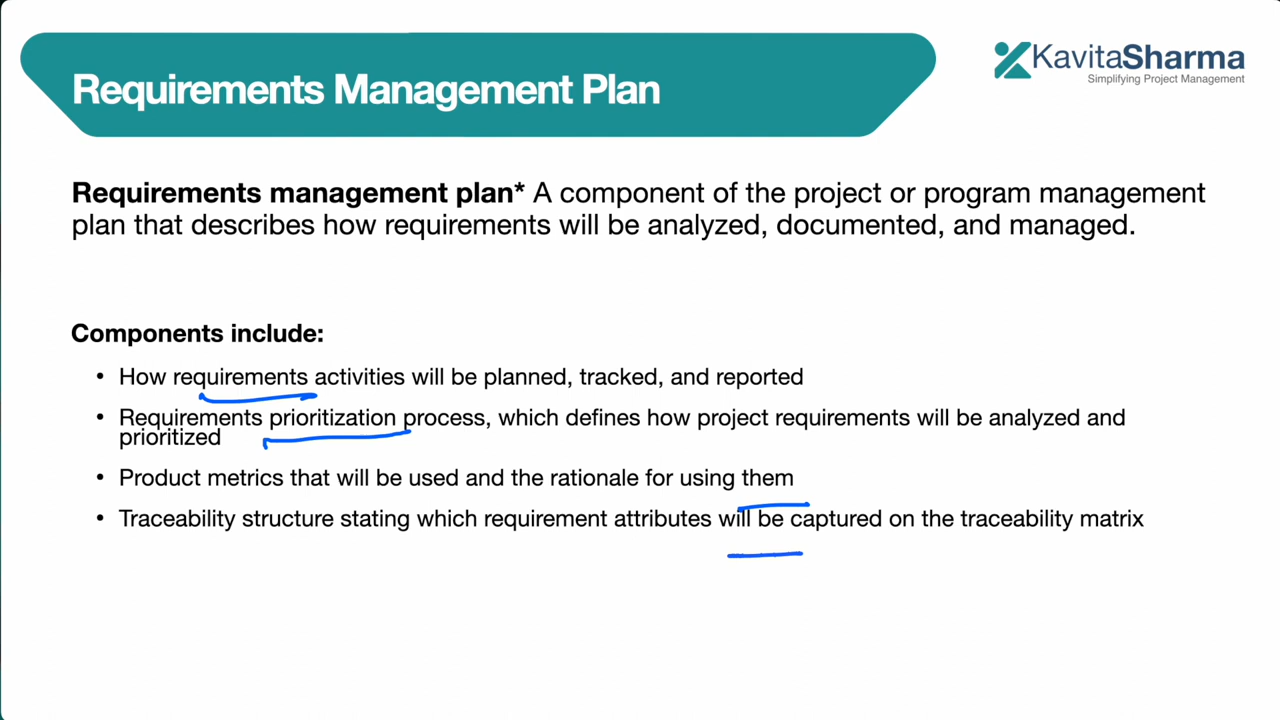 Requirements Management Plan
KavitaSharma
Simplifying Project Management
Requirements management plan* A component of the project or program management
plan that describes how requirements will be analyzed, documented, and managed.
Components include:
• How requirements activities will be planned, tracked, and reported
• Requirements prioritization process, which defines how project requirements will be analyzed and
prioritized
• Product metrics that will be used and the rationale for using them
• Traceability structure stating which requirement attributes will be captured on the traceability matrix